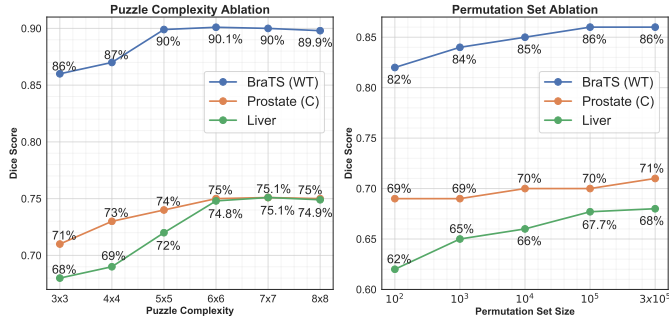 Puzzle Complexity Ablation
0.90
0.85
0.80
0.75
0.70
Dice Score
86%
87%
90%
90.1%
90%
89.9%
BraTS (WT)
Prostate (C)
Liver
71%
73%
74%
75%
75.1%
75%
68%
69%
72%
74.8%
75.1%
74.9%
3x3
4x4
5x5
6x6
7x7
8x8
Puzzle Complexity
Permutation Set Ablation
0.85
0.80
0.75
0.70
0.65
0.60
Dice Score
82%
84%
85%
86%
86%
BraTS (WT)
Prostate (C)
Liver
69%
69%
70%
70%
71%
62%
65%
66%
67.7%
68%
10²
10³
10⁴
10⁵
3x10⁵
Permutation Set Size